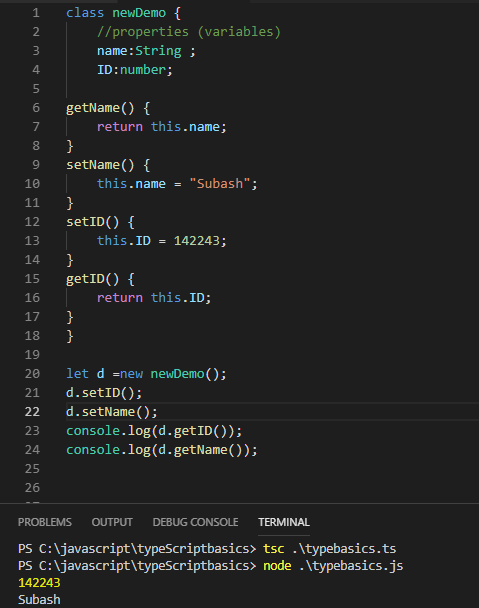 1 class newDemo {
2 //properties (variables)
3 name:String ;
4 ID:number;
5
6 getName() {
7 return this.name;
8 }
9 setName() {
10 this.name = "Subash";
11 }
12 setID() {
13 this.ID = 142243;
14 }
15 getID() {
16 return this.ID;
17 }
18 }
19
20 let d =new newDemo();
21 d.setID();
22 d.setName();
23 console.log(d.getID());
24 console.log(d.getName());
25
26
PROBLEMS OUTPUT DEBUG CONSOLE TERMINAL
PS C:\javascript\typeScriptbasics> tsc .\typebasics.ts
PS C:\javascript\typeScriptbasics> node .\typebasics.js
142243
Subash